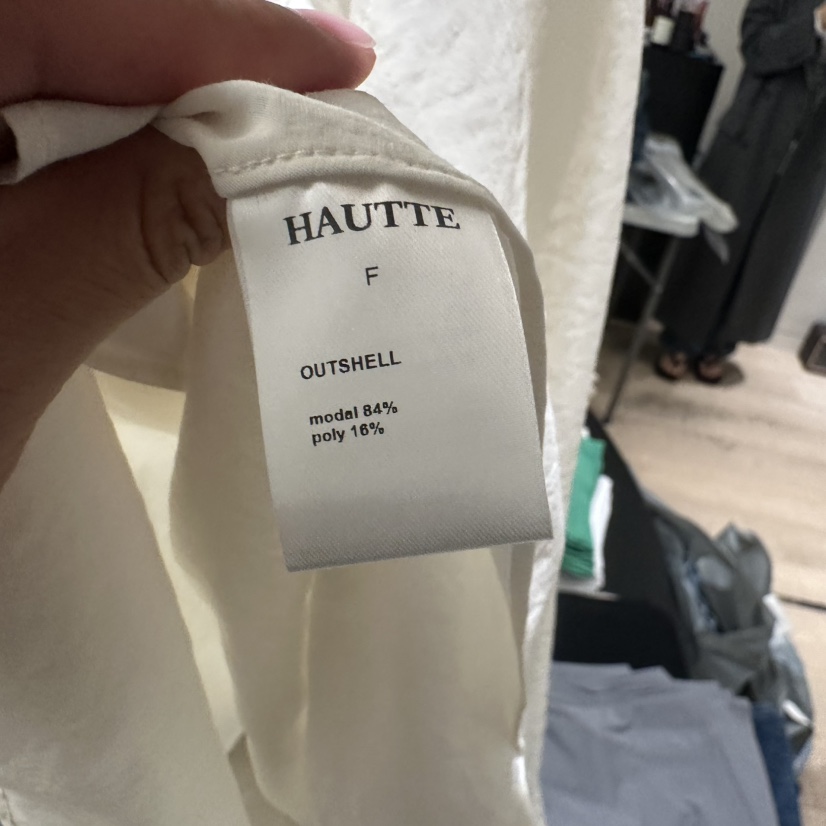 HAUTTE
F
OUTSHELL
modal 84%
poly 16%